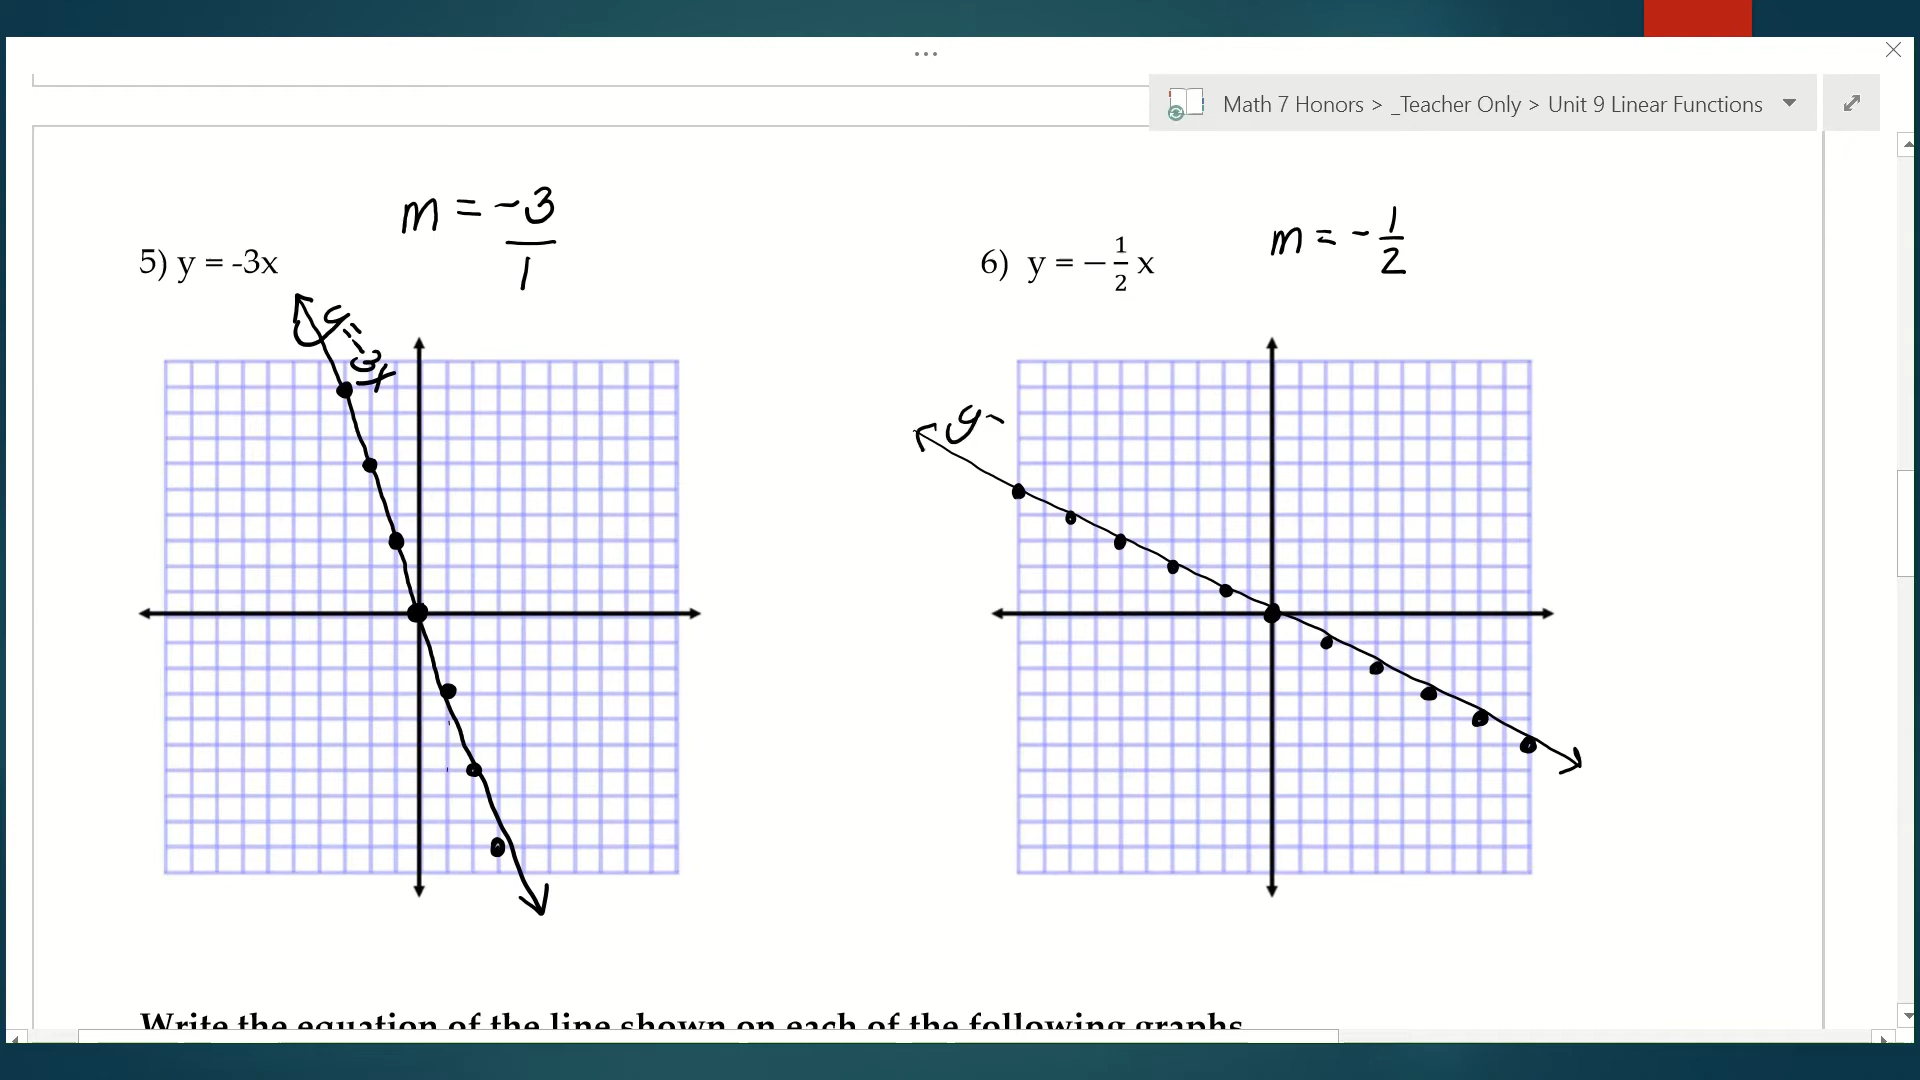 Math 7 Honors > _Teacher Only > Unit 9 Linear Functions
m = -3/1
5) y = -3x
m = -1/2
6) y = −1/2 x
y = -3x
y-
Write the equation of the line shown on each of the following graphs